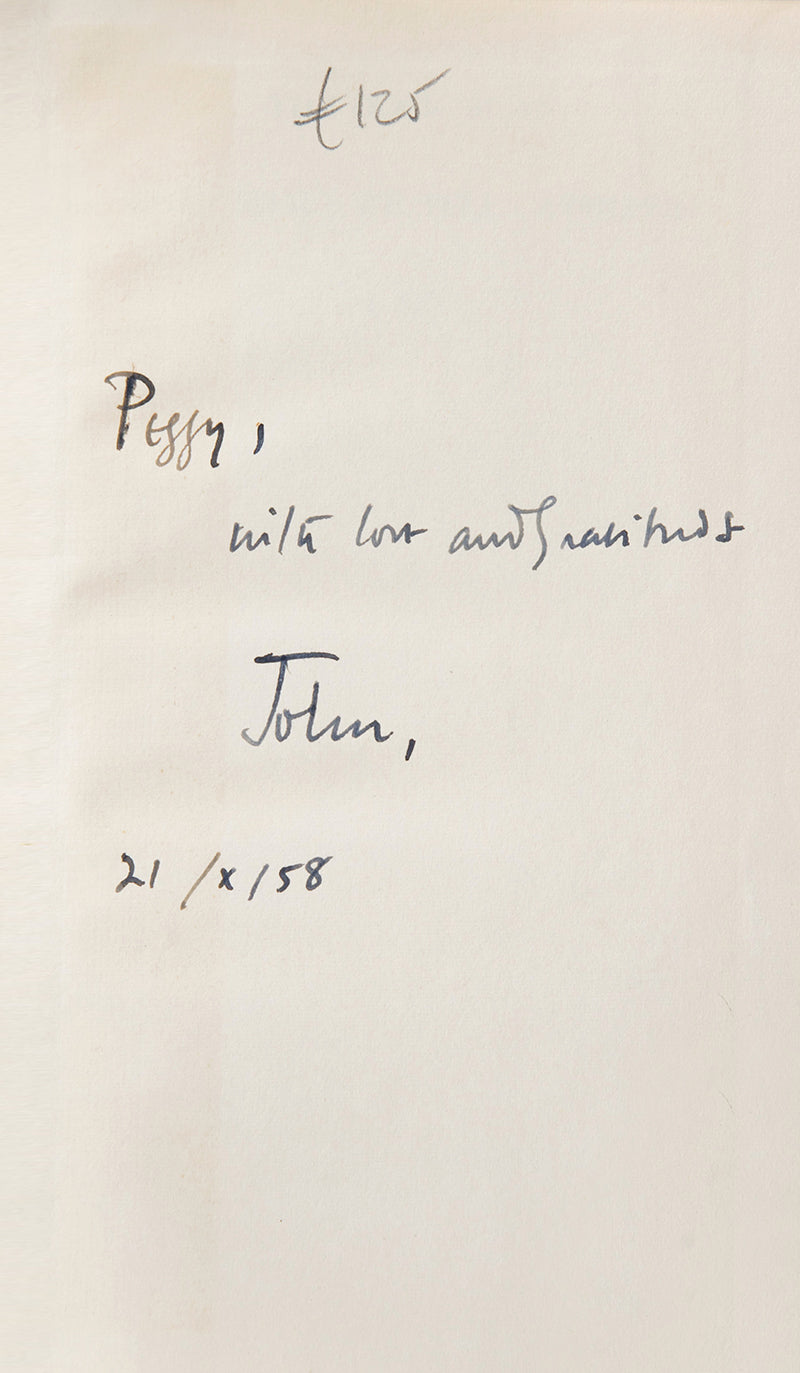 £125
Peggy,
with love and Gratitude
John,
21/x/58